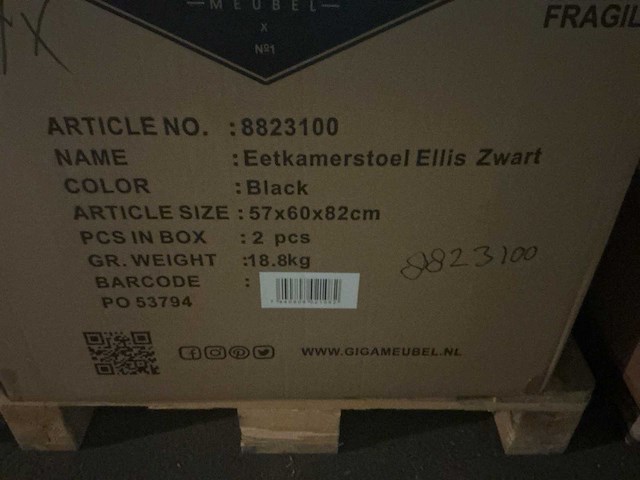 MEUBEL
X
Nº1
FRAGIL
ARTICLE NO. : 8823100
NAME : Eetkamerstoel Ellis Zwart
COLOR : Black
ARTICLE SIZE : 57x60x82cm
PCS IN BOX : 2 pcs
GR. WEIGHT : 18.8kg
8823100
BARCODE :
PO 53794
WWW.GIGAMEUBEL.NL